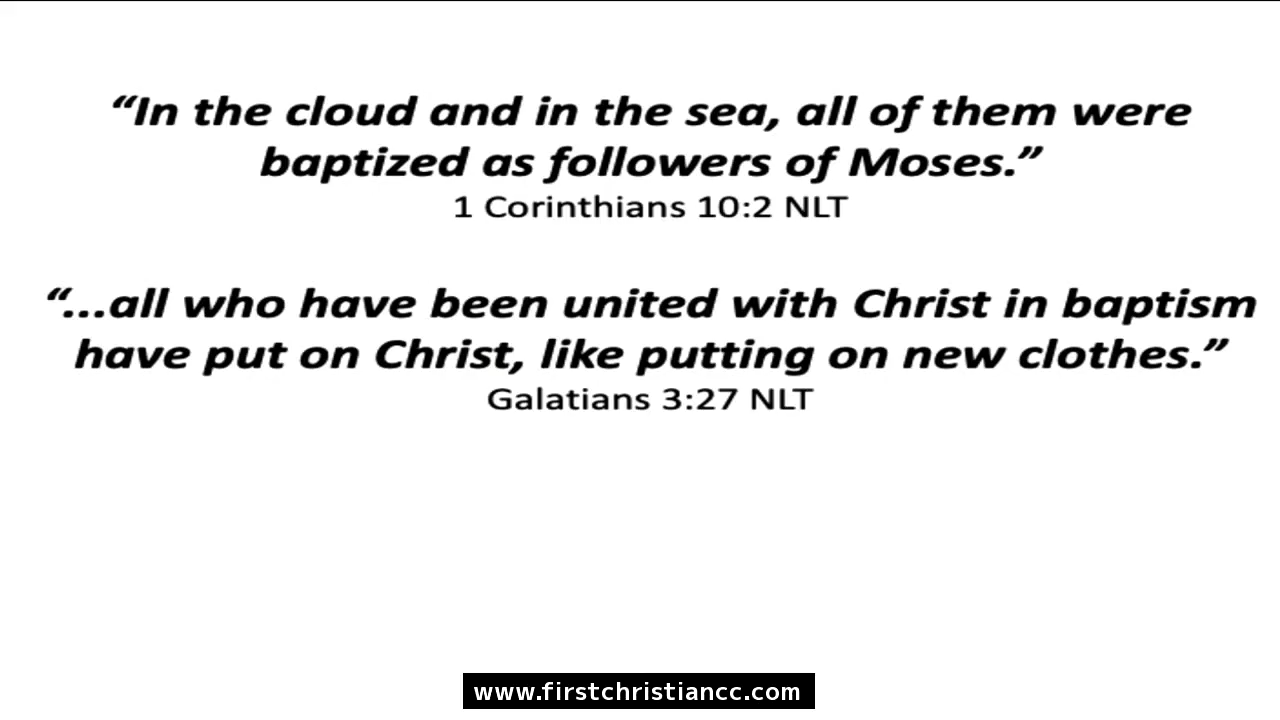 “In the cloud and in the sea, all of them were
baptized as followers of Moses.”
1 Corinthians 10:2 NLT
“...all who have been united with Christ in baptism
have put on Christ, like putting on new clothes.”
Galatians 3:27 NLT
www.firstchristiancc.com